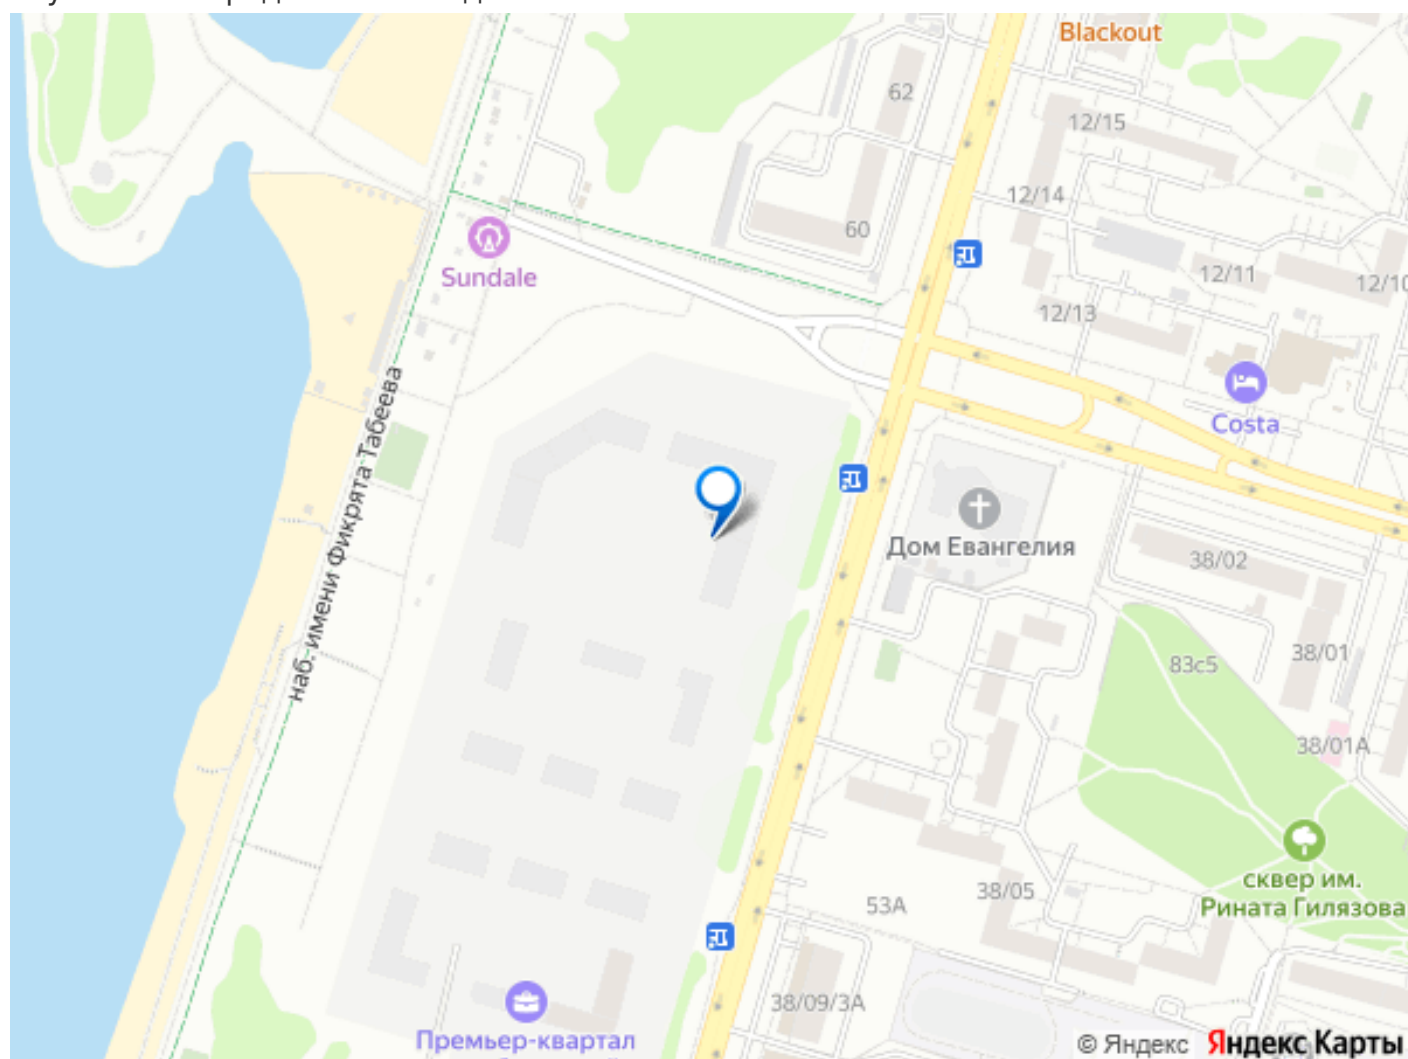 Blackout
62
12/15
12/14
60
Sundale
12/11
12/10
12/13
наб. имени Фикрята Табеева
Costa
Дом Евангелия
38/02
38/01
83с5
38/01А
сквер им.
Рината Гилязова
38/05
53А
38/09/3А
Премьер-квартал
© Яндекс Яндекс Карты